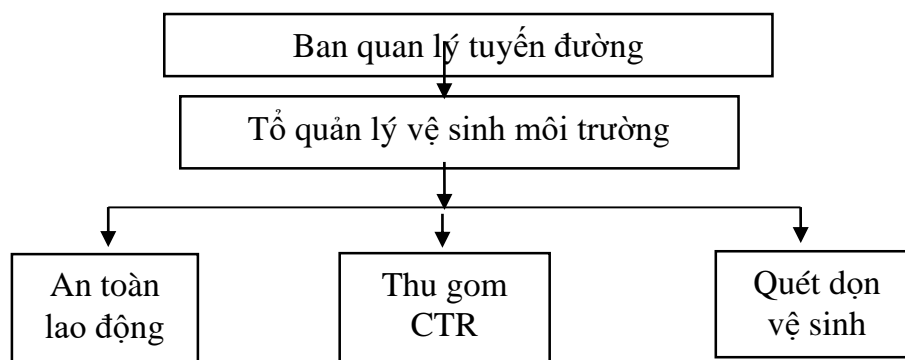 Ban quan lý tuyến đường
Tổ quản lý vệ sinh môi trường
An toàn
lao động
Thu gom
CTR
Quét dọn
vệ sinh